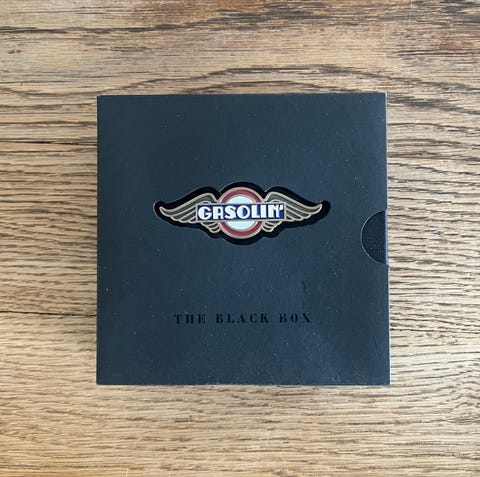 GASOLIN'
THE BLACK BOX